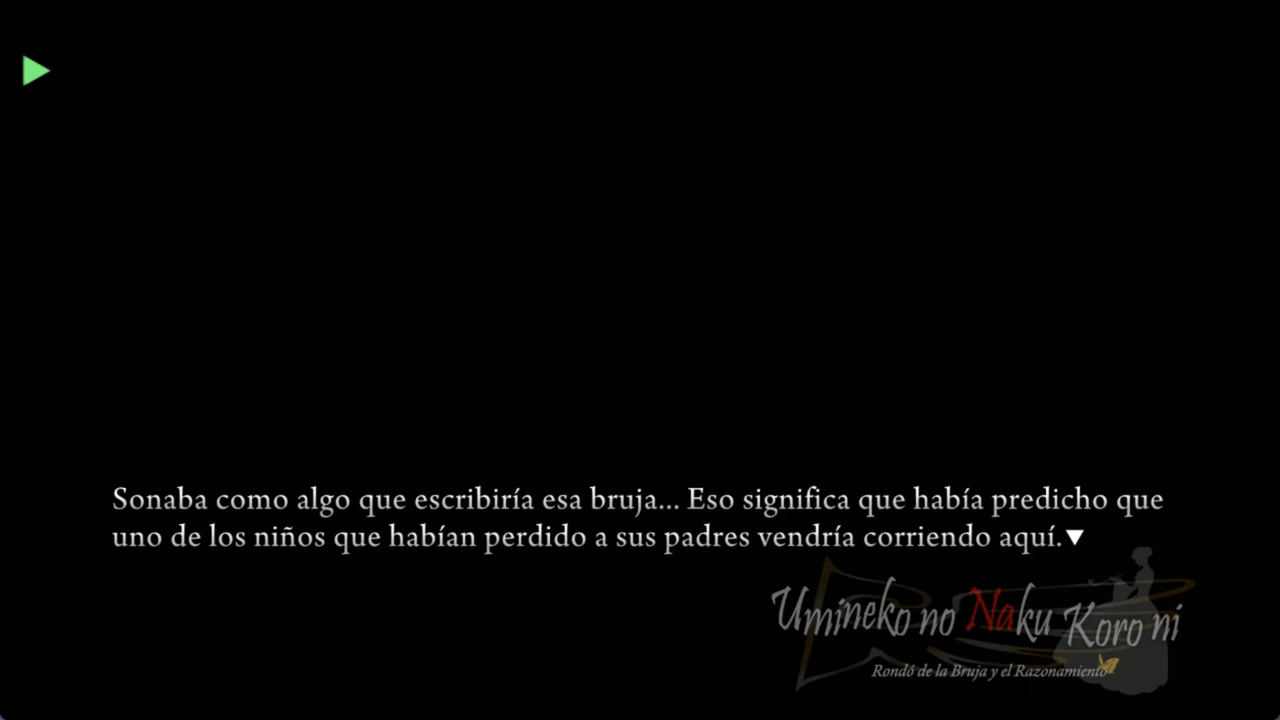 Sonaba como algo que escribiría esa bruja... Eso significa que había predicho que
uno de los niños que habían perdido a sus padres vendría corriendo aquí.
Umineko no Naku Koro ni
Rondó de la Bruja y el Razonamiento